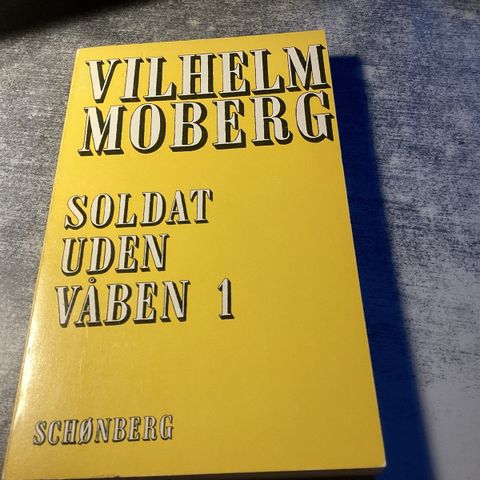 VILHELM
MOBERG
SOLDAT
UDEN
VÅBEN 1
SCHØNBERG